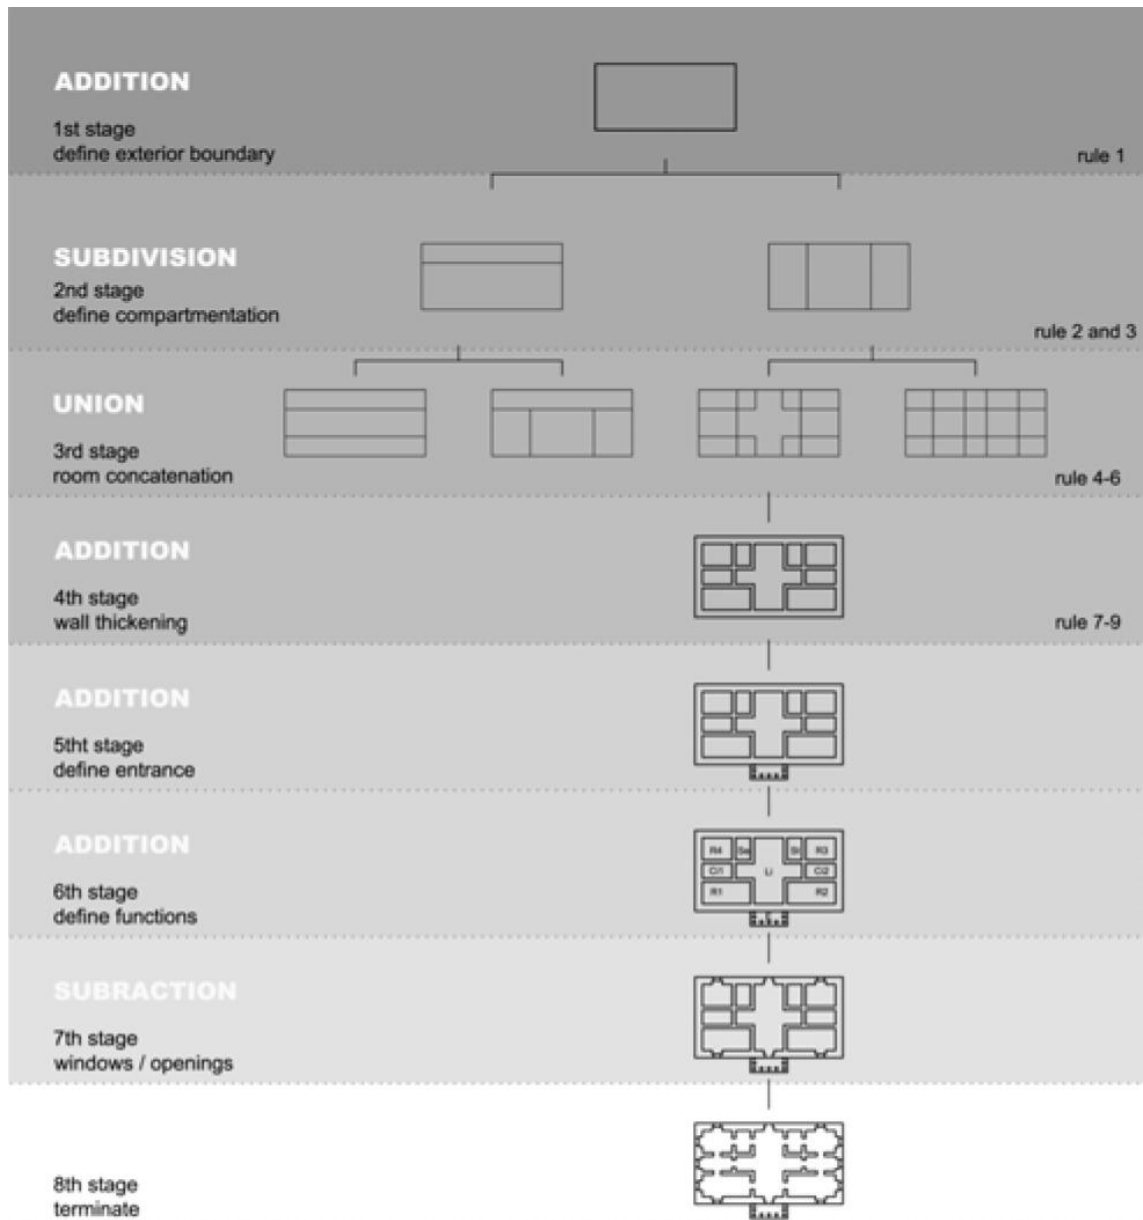 ADDITION
1st stage
define exterior boundary
rule 1
SUBDIVISION
2nd stage
define compartmentation
rule 2 and 3
UNION
3rd stage
room concatenation
rule 4-6
ADDITION
4th stage
wall thickening
rule 7-9
ADDITION
5tht stage
define entrance
ADDITION
6th stage
define functions
R4 Sa St R3
Ci1 Li Ci2
R1 R2
SUBRACTION
7th stage
windows / openings
8th stage
terminate